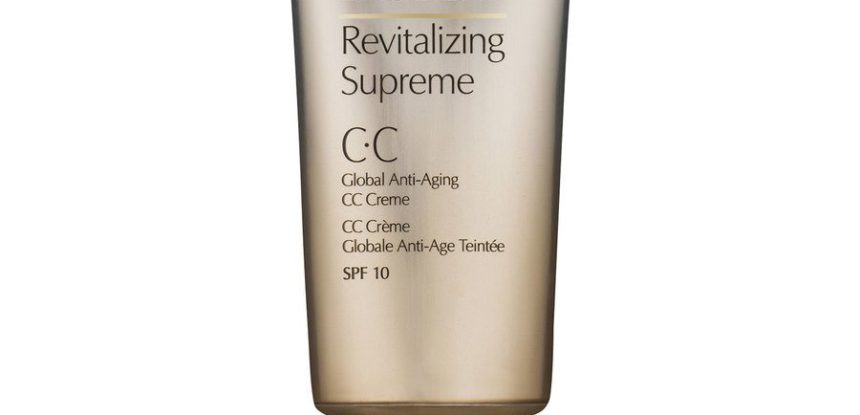 Revitalizing
Supreme
C•C
Global Anti-Aging
CC Creme
CC Crème
Globale Anti-Age Teintée
SPF 10